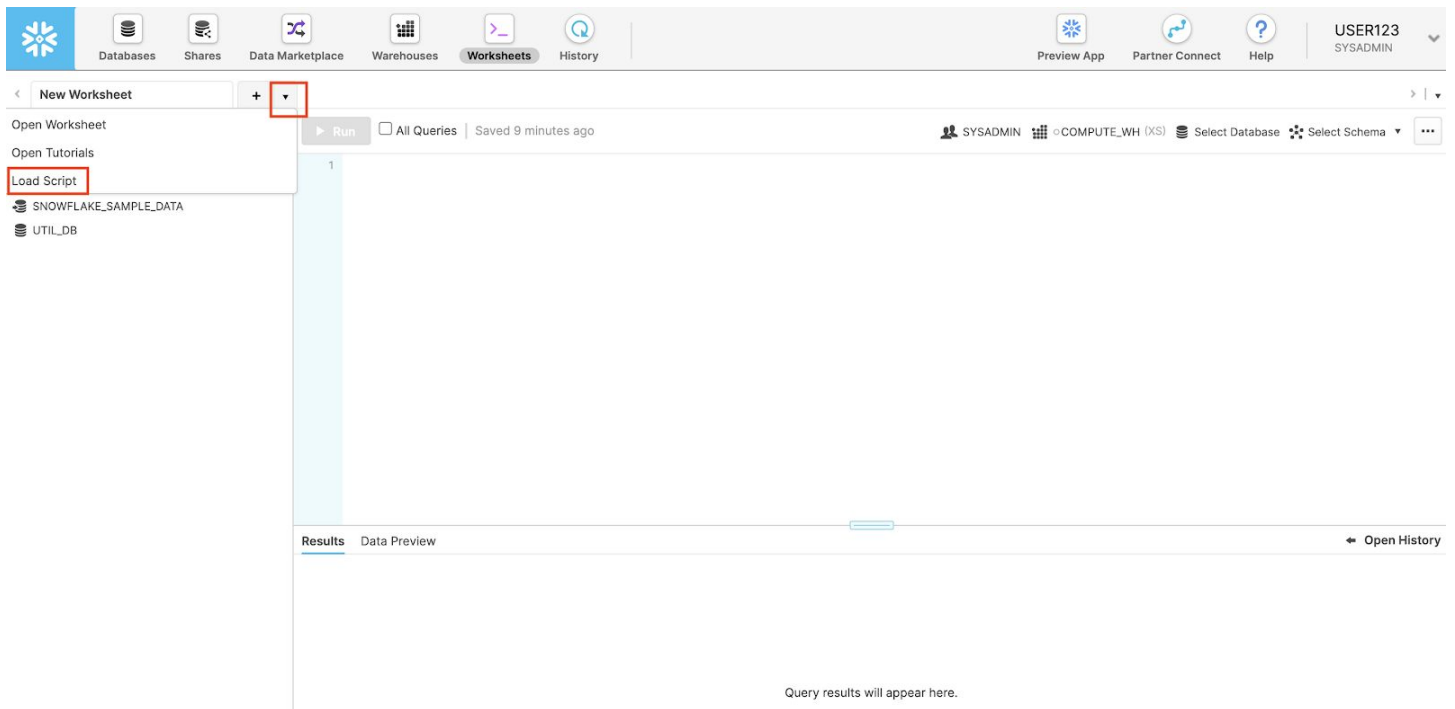 Databases Shares Data Marketplace Warehouses Worksheets History Preview App Partner Connect Help USER123
SYSADMIN
New Worksheet +
Open Worksheet
Open Tutorials
Load Script
SNOWFLAKE_SAMPLE_DATA
UTIL_DB
Run All Queries Saved 9 minutes ago SYSADMIN COMPUTE_WH (XS) Select Database Select Schema ...
1
Results Data Preview Open History
Query results will appear here.